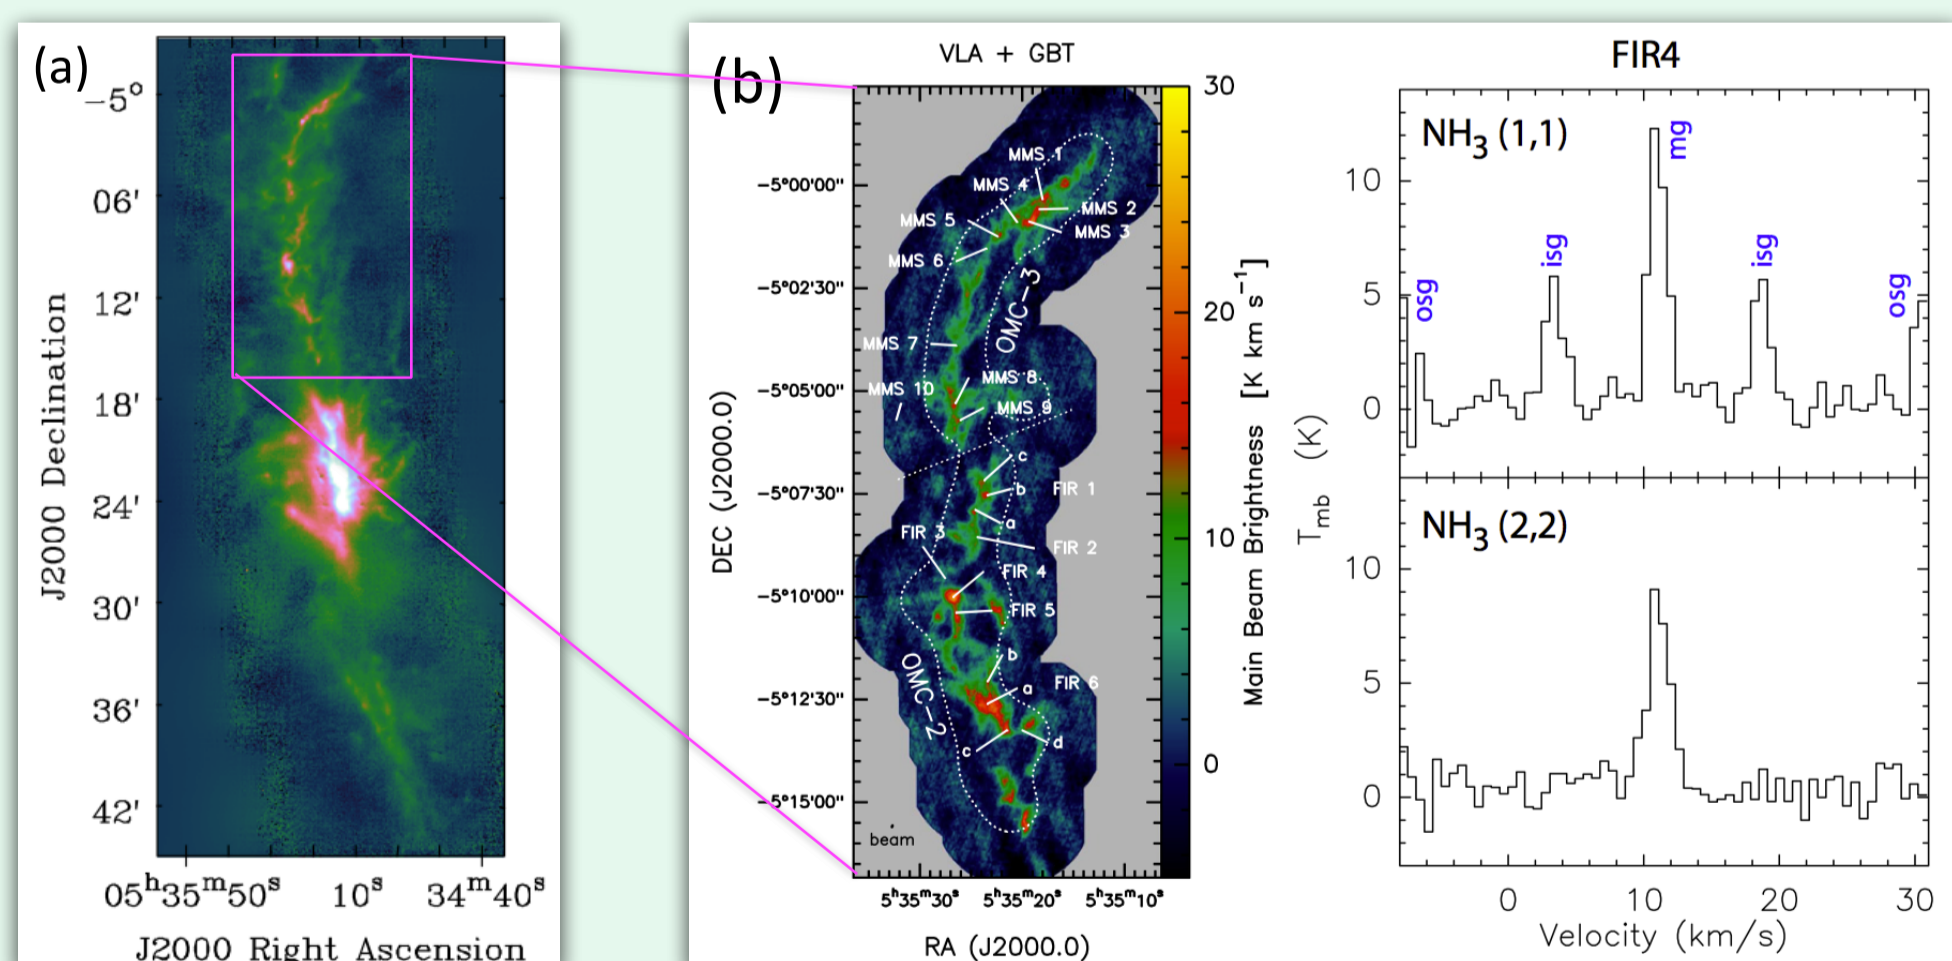 (a)
-5°
06'
12'
18'
24'
30'
36'
42'
J2000 Declination
05ʰ35ᵐ50ˢ 10ˢ 34ᵐ40ˢ
J2000 Right Ascension
(b)
VLA + GBT
-5°00'00"
-5°02'30"
-5°05'00"
-5°07'30"
-5°10'00"
-5°12'30"
-5°15'00"
DEC (J2000.0)
MMS 1
MMS 4
MMS 2
MMS 5
MMS 3
MMS 6
OMC-3
MMS 7
MMS 8
MMS 10
MMS 9
c
b
FIR 1
a
FIR 3
FIR 2
FIR 4
FIR 5
OMC-2
b
a
FIR 6
c
d
beam
5ʰ35ᵐ30ˢ 5ʰ35ᵐ20ˢ 5ʰ35ᵐ10ˢ
RA (J2000.0)
30
20
10
0
Main Beam Brightness [K km s⁻¹]
FIR4
NH₃ (1,1)
osg
isg
mg
isg
osg
10
5
0
T_mb (K)
NH₃ (2,2)
10
5
0
0 10 20 30
Velocity (km/s)